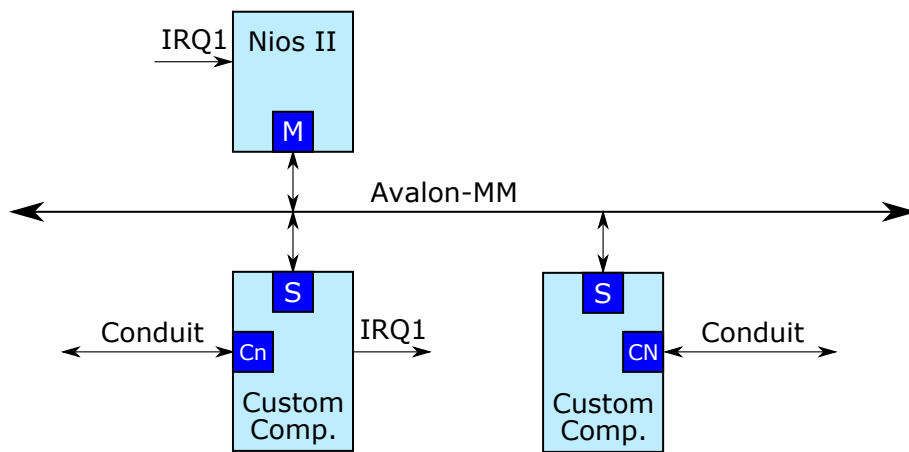 IRQ1
Nios II
M
Avalon-MM
S
S
Conduit
Cn
IRQ1
CN
Conduit
Custom
Comp.
Custom
Comp.